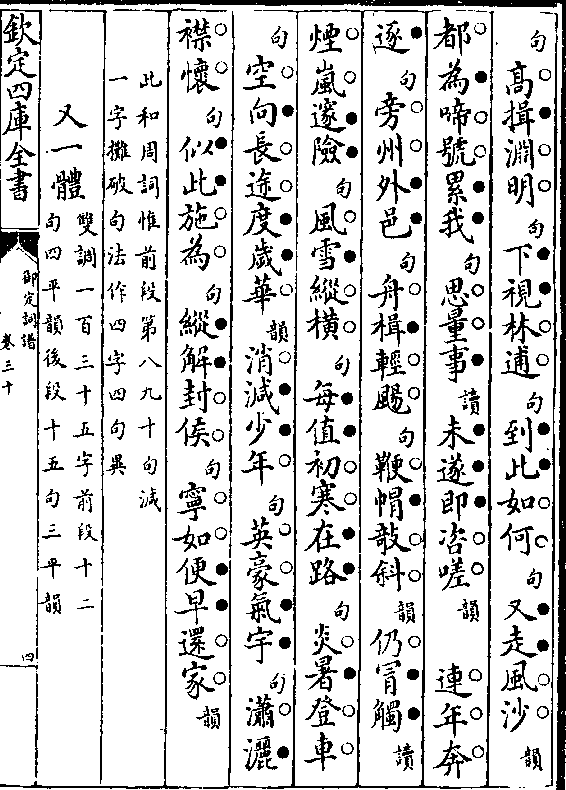 句高揖淵明句下視林逋句到此如何句又走風沙韻
都為啼號累我句思量事讀未遂即咨嗟韻連年奔
逐句旁州外邑句舟楫輕颺句鞭帽敲斜韻仍冒觸讀
煙嵐邃險句風雪縱橫句每值初寒在路句炎暑登車
句空向長途度歲華韻消減少年句英豪氣宇句瀟灑
襟懷句似此施為句縱解封侯句寧如便早還家韻
此和周詞惟前段第八九十句減
一字攤破句法作四字四句異
又一體雙調一百三十五字前段十二
句四平韻後段十五句三平韻
欽定四庫全書
御定詞譜
卷三十
四